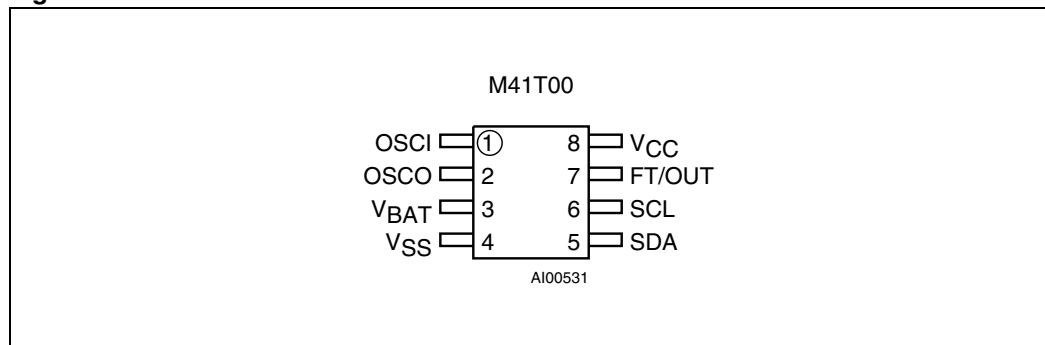 M41T00
OSCI 1 8 VCC
OSCO 2 7 FT/OUT
VBAT 3 6 SCL
VSS 4 5 SDA
AI00531